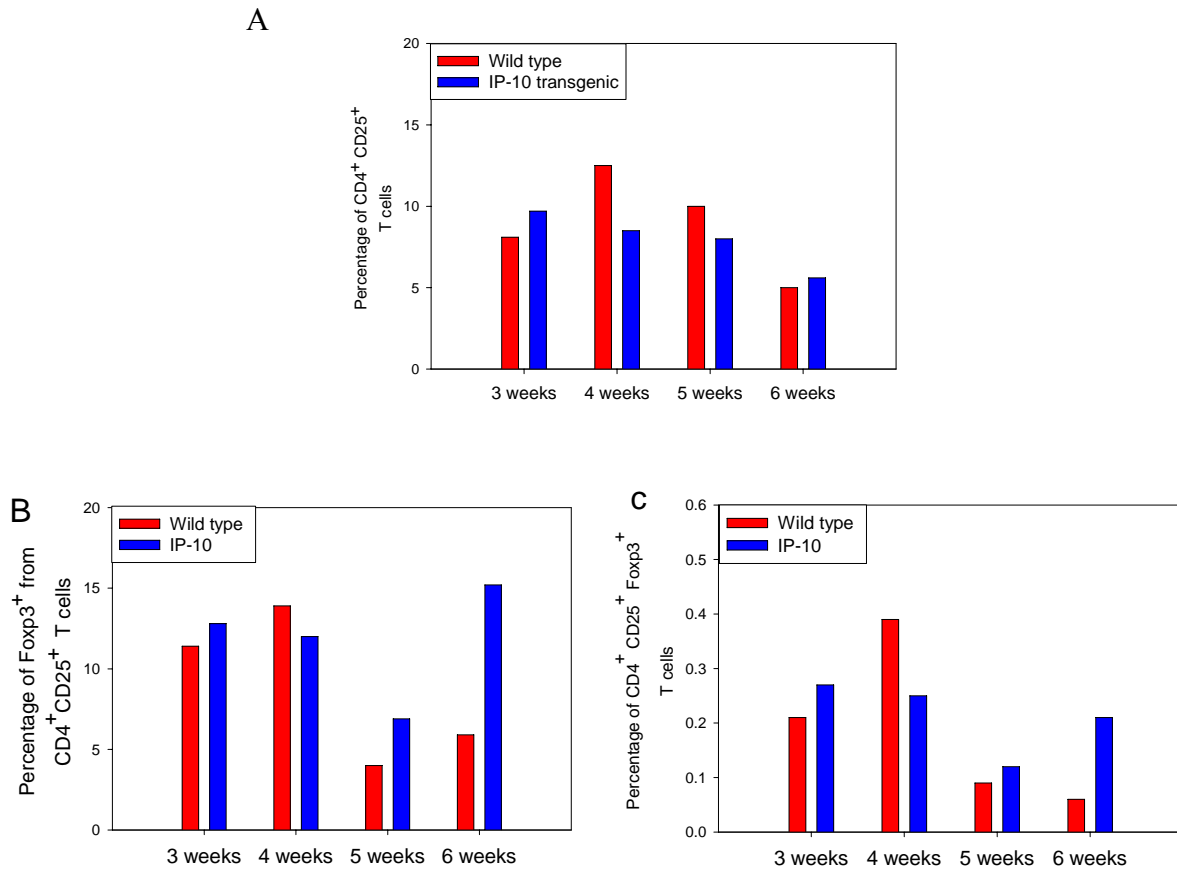 A
20
15
10
5
0
Percentage of CD4+ CD25+
T cells
Wild type
IP-10 transgenic
3 weeks 4 weeks 5 weeks 6 weeks
B
20
15
10
5
0
Percentage of Foxp3+ from
CD4+CD25+ T cells
Wild type
IP-10
3 weeks 4 weeks 5 weeks 6 weeks
c
0.6
0.5
0.4
0.3
0.2
0.1
0.0
Percentage of CD4+ CD25+ Foxp3+
T cells
Wild type
IP-10
3 weeks 4 weeks 5 weeks 6 weeks